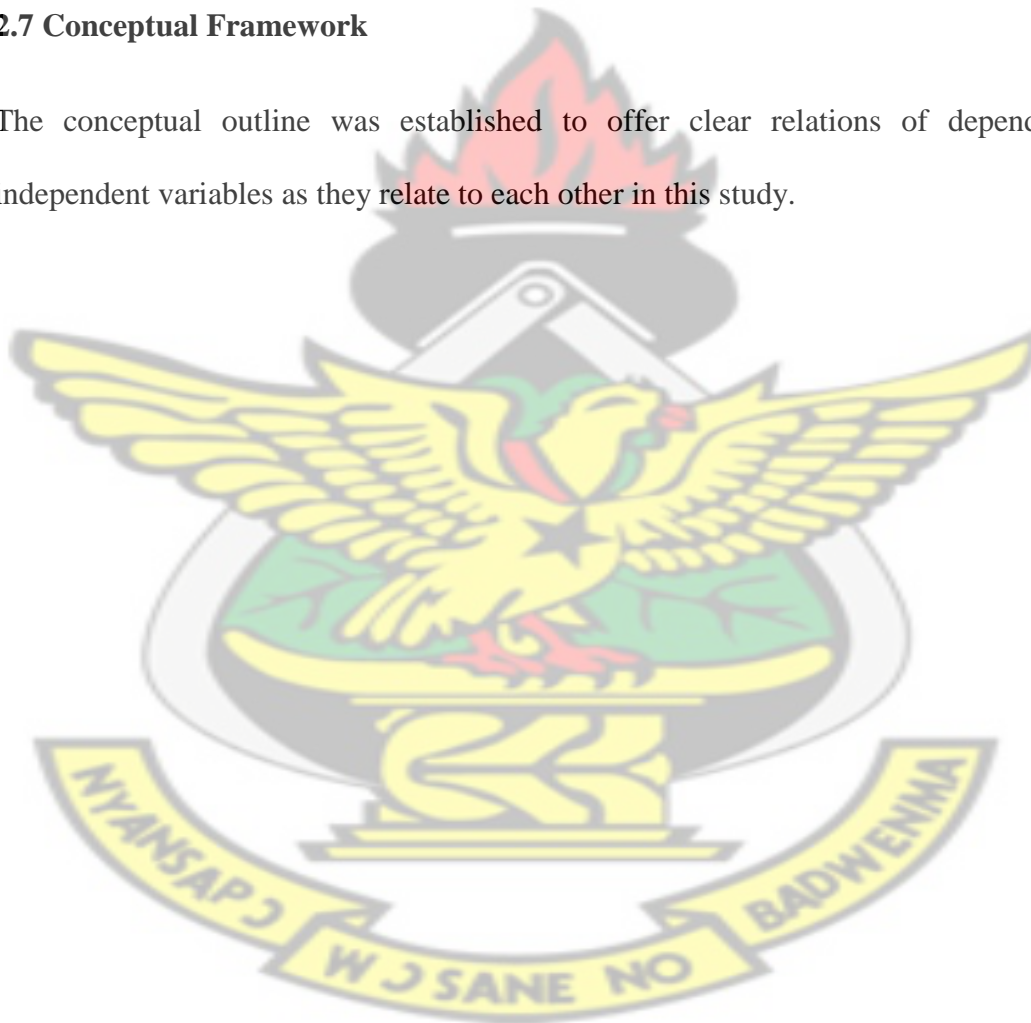 2.7 Conceptual Framework
The conceptual outline was established to offer clear relations of depend
independent variables as they relate to each other in this study.
NYANSAPƆ WƆSANE NO BADWENMA